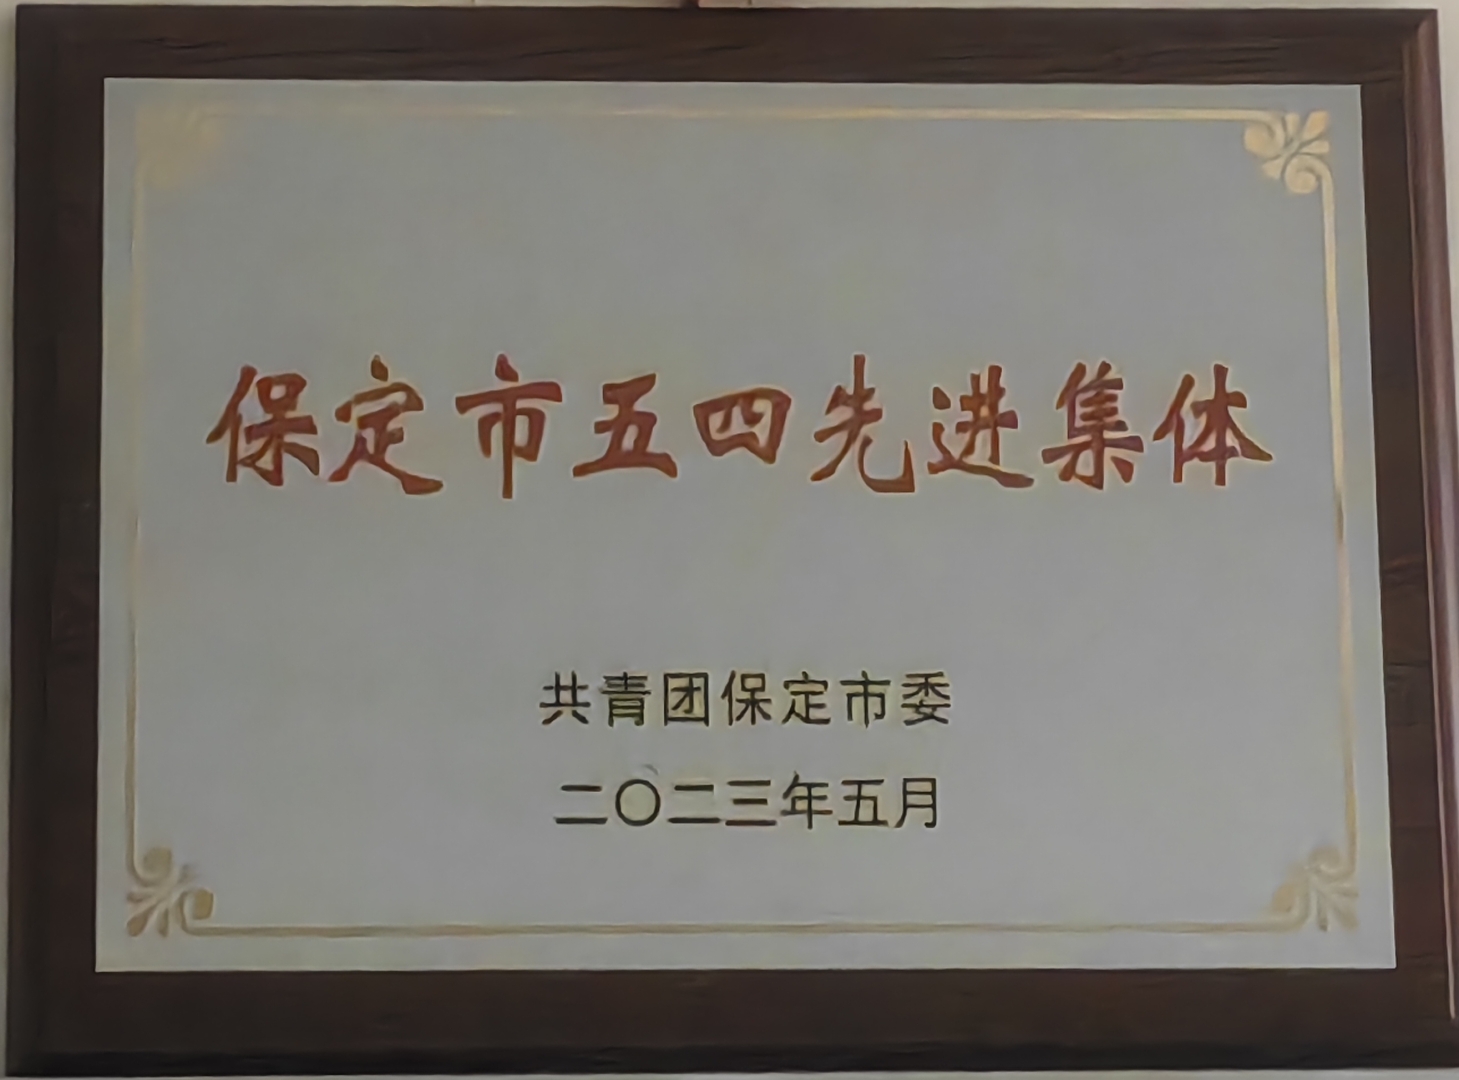 保定市五四先进集体
共青团保定市委
二〇二三年五月